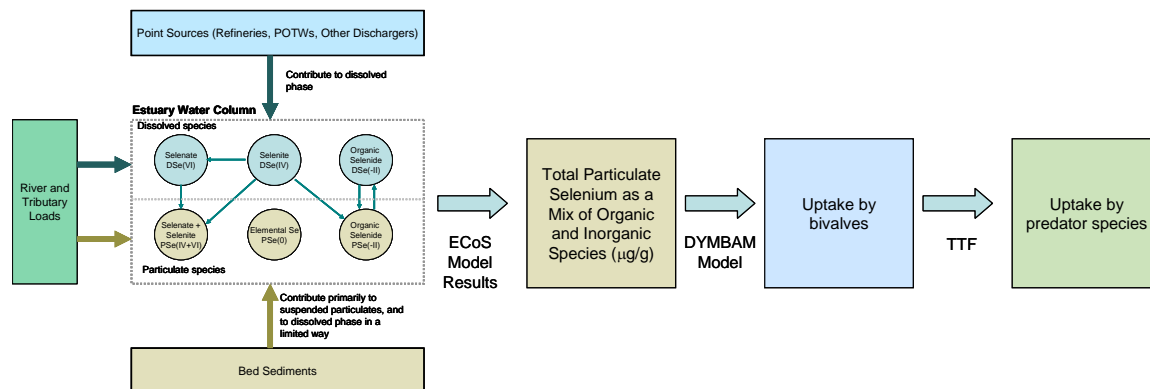 Point Sources (Refineries, POTWs, Other Dischargers)
Contribute to dissolved
phase
Estuary Water Column
Dissolved species
Selenate
DSe(VI)
Selenite
DSe(IV)
Organic
Selenide
DSe(-II)
River and
Tributary
Loads
Selenate +
Selenite
PSe(IV+VI)
Elemental Se
PSe(0)
Organic
Selenide
PSe(-II)
Particulate species
Contribute primarily to
suspended particulates, and
to dissolved phase in a
limited way
Bed Sediments
ECoS
Model
Results
Total Particulate
Selenium as a
Mix of Organic
and Inorganic
Species (μg/g)
DYMBAM
Model
Uptake by
bivalves
TTF
Uptake by
predator species